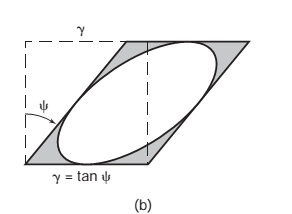 γ
ψ
γ = tan ψ
(b)